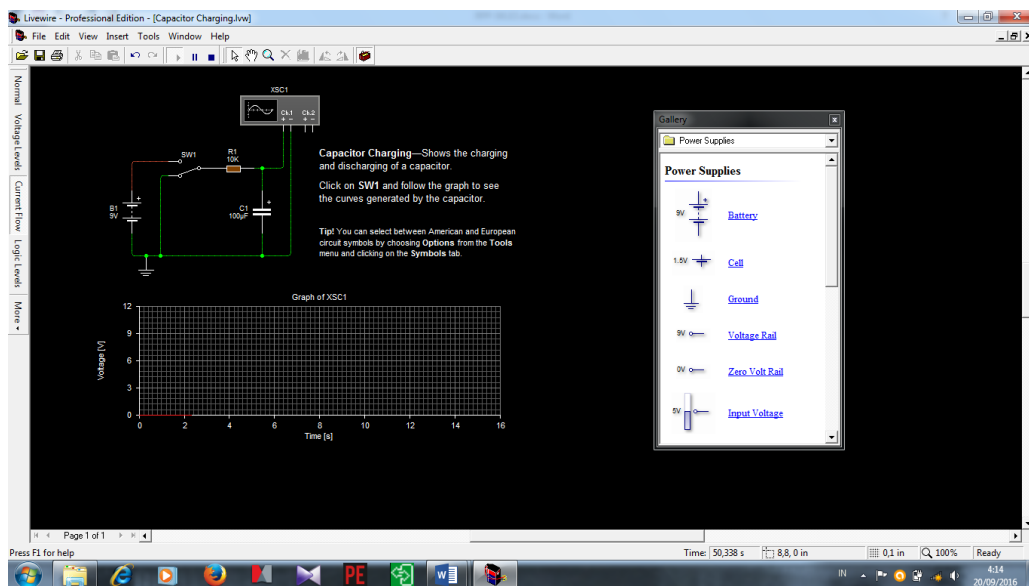 Livewire - Professional Edition - [Capacitor Charging.lvw]
File Edit View Insert Tools Window Help
Normal
Voltage Levels
Current Flow
Logic Levels
More
XSC1
Ch.1 Ch.2
+ − + −
SW1
R1
10K
B1
9V
C1
100µF
Capacitor Charging—Shows the charging
and discharging of a capacitor.
Click on SW1 and follow the graph to see
the curves generated by the capacitor.
Tip! You can select between American and European
circuit symbols by choosing Options from the Tools
menu and clicking on the Symbols tab.
Graph of XSC1
Voltage [V]
12
9
6
3
0
0 2 4 6 8 10 12 14 16
Time [s]
Gallery
Power Supplies
Power Supplies
9V Battery
1.5V Cell
Ground
9V Voltage Rail
0V Zero Volt Rail
5V Input Voltage
Page 1 of 1
Press F1 for help
Time: 50,338 s
8,8, 0 in
0,1 in
100%
Ready
PE
W
IN
4:14
20/09/2016